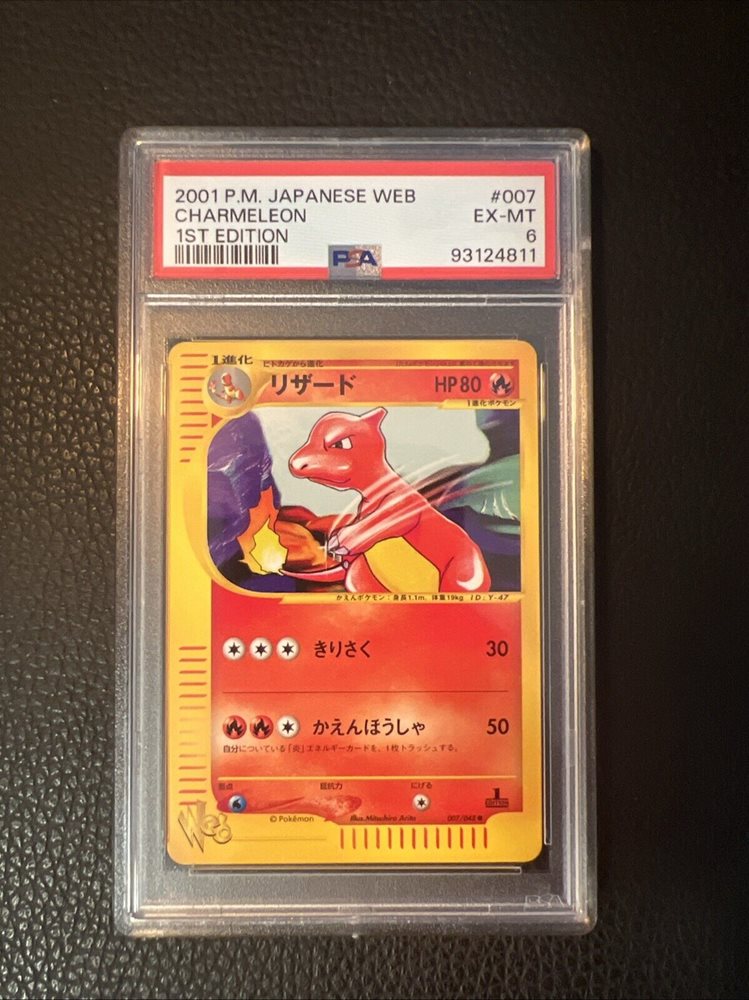 2001 P.M. JAPANESE WEB #007
CHARMELEON EX-MT
1ST EDITION 6
PSA 93124811
1進化 ヒトカゲから進化
リザード HP80
1進化ポケモン
かえんポケモン:身長1.1m、体重19kg ID:Y-47
きりさく 30
かえんほうしゃ 50
自分についている「炎」エネルギーカードを、1枚トラッシュする。
弱点 抵抗力 にげる
1
EDITION
Web
© Pokémon Illus. Mitsuhiro Arita 007/048